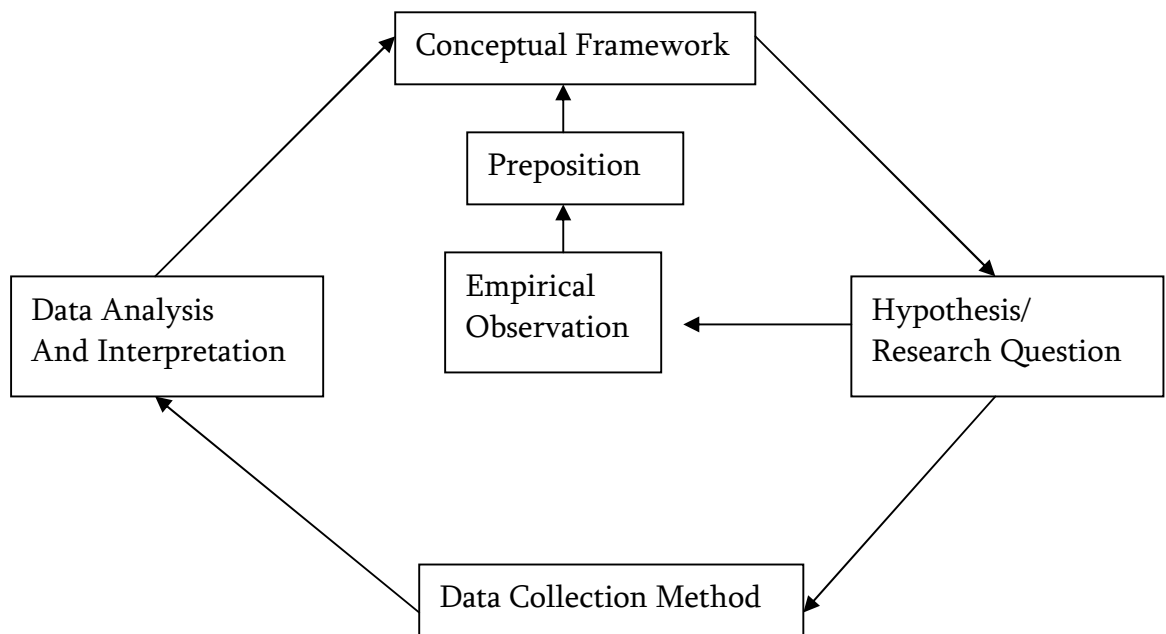 Conceptual Framework
Preposition
Empirical
Observation
Data Analysis
And Interpretation
Hypothesis/
Research Question
Data Collection Method